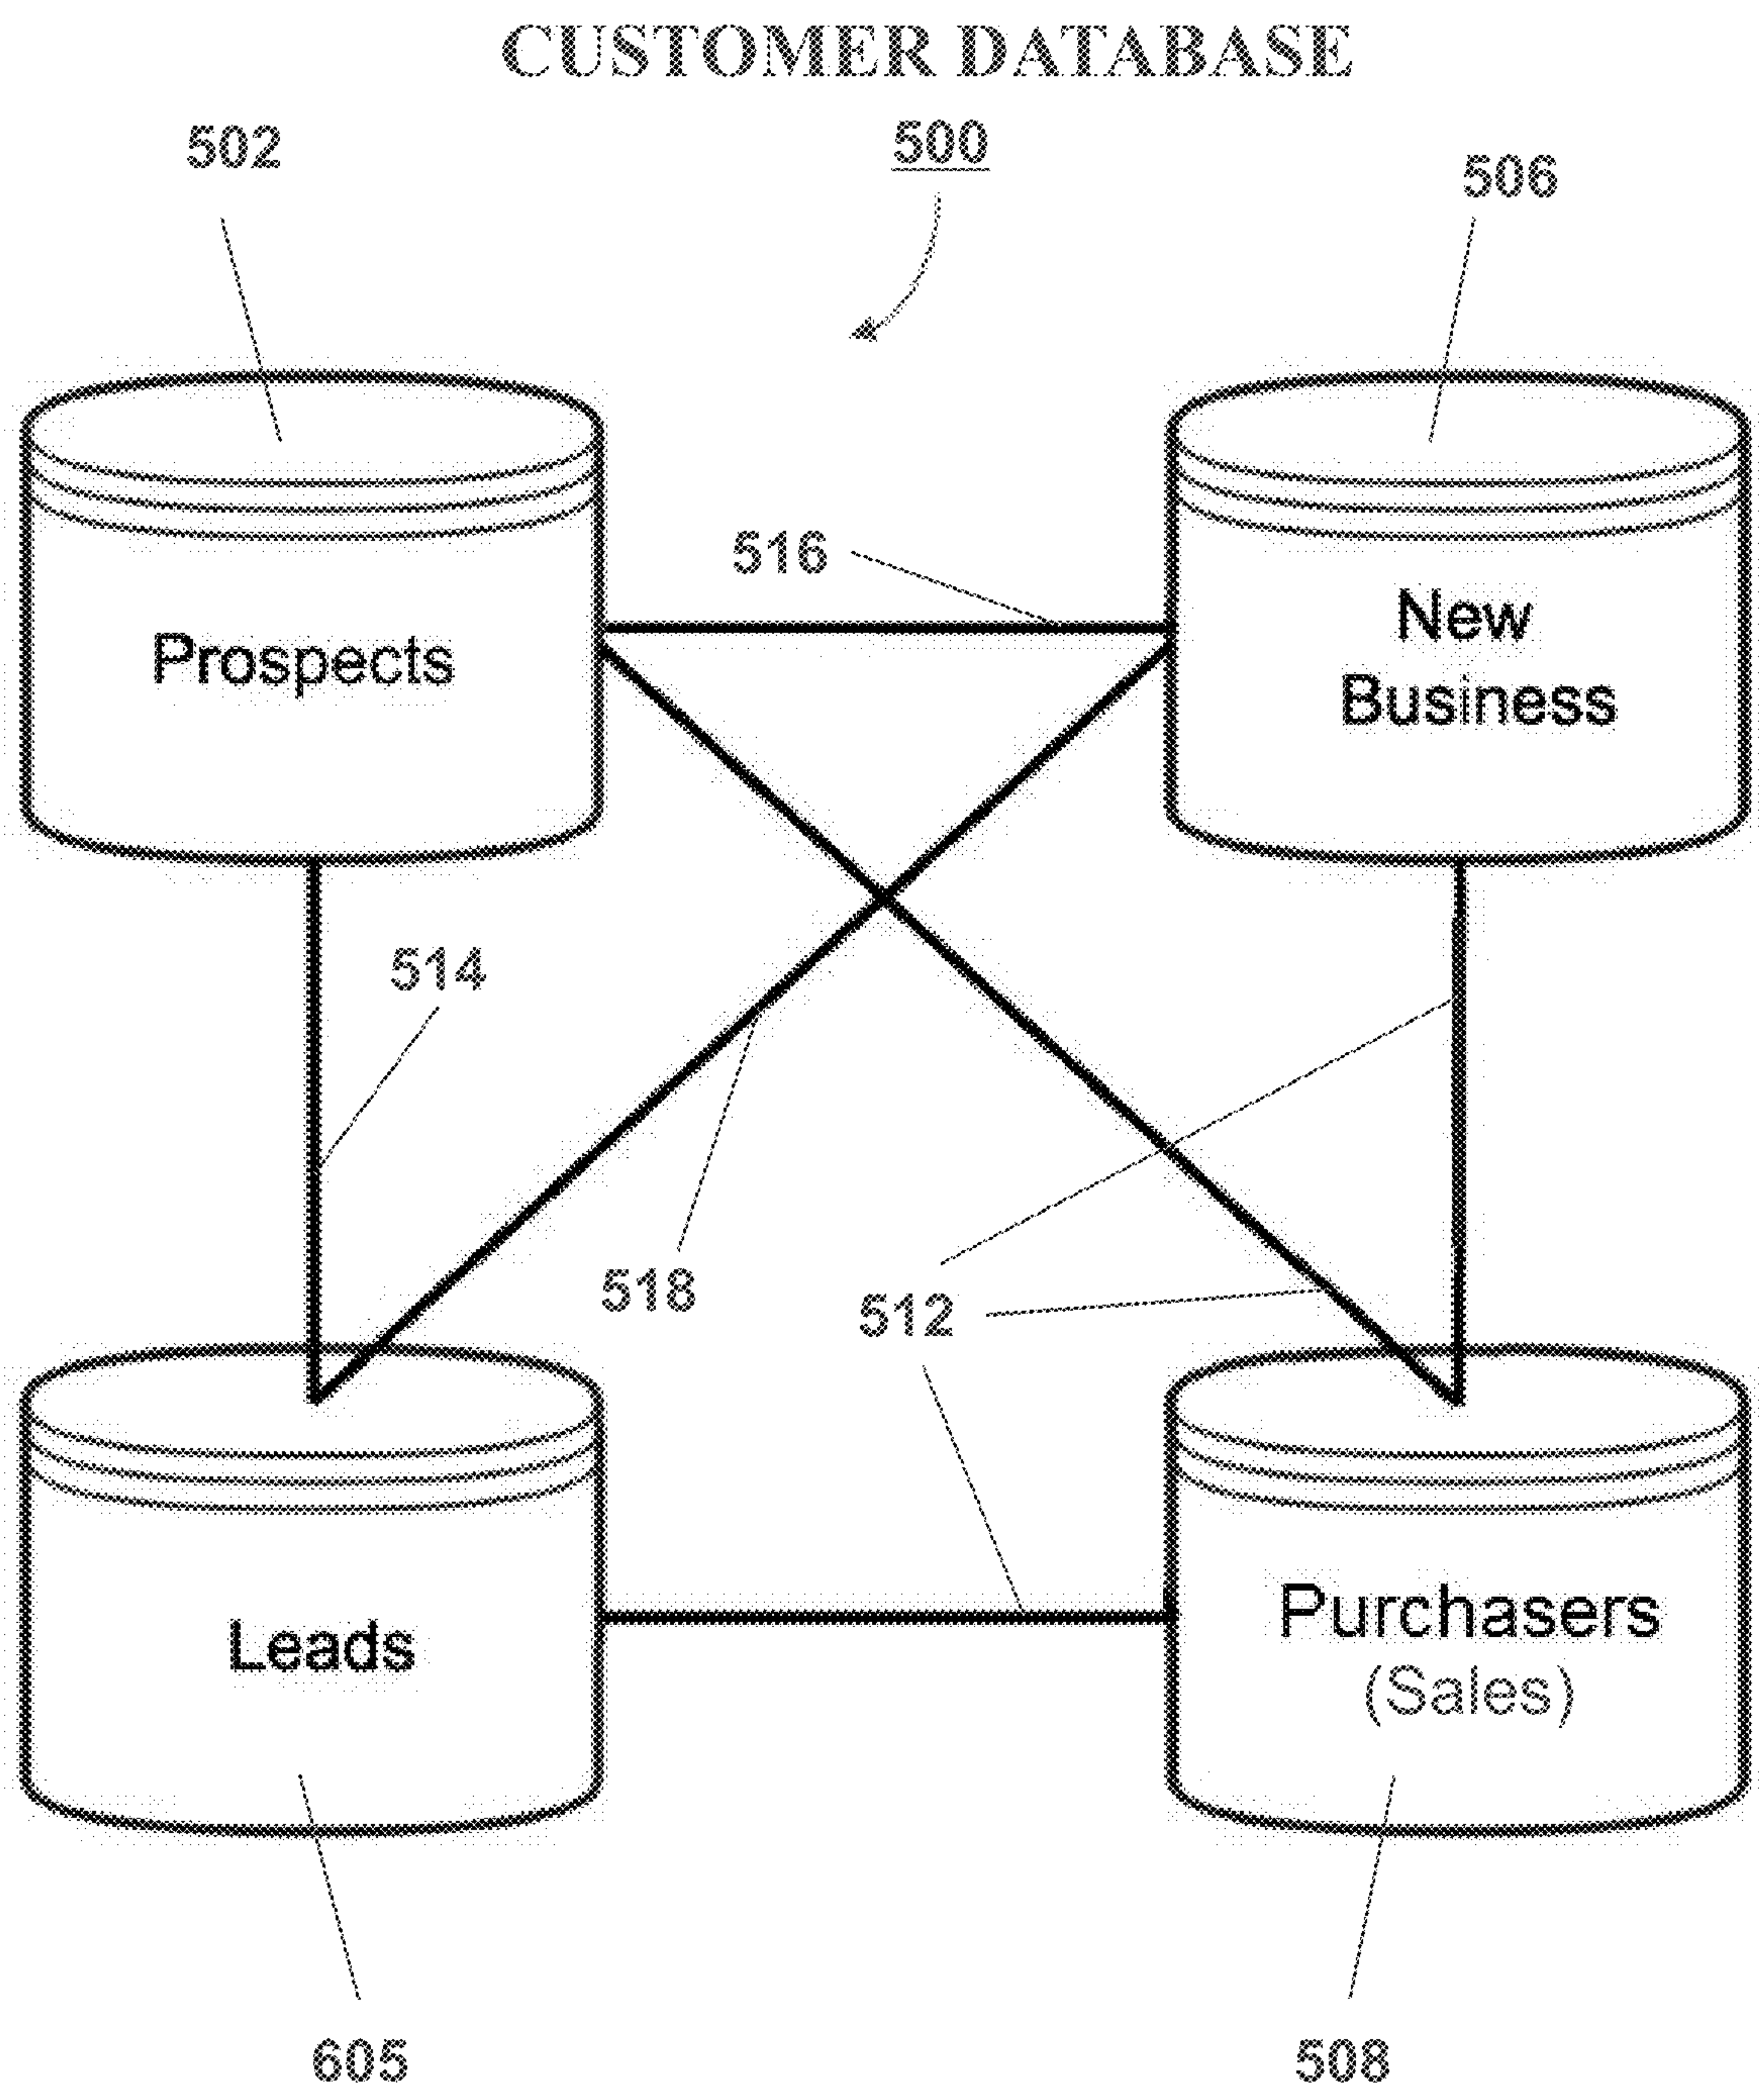 CUSTOMER DATABASE
500
502
506
516
Prospects
New
Business
514
518
512
Leads
Purchasers
(Sales)
605
508